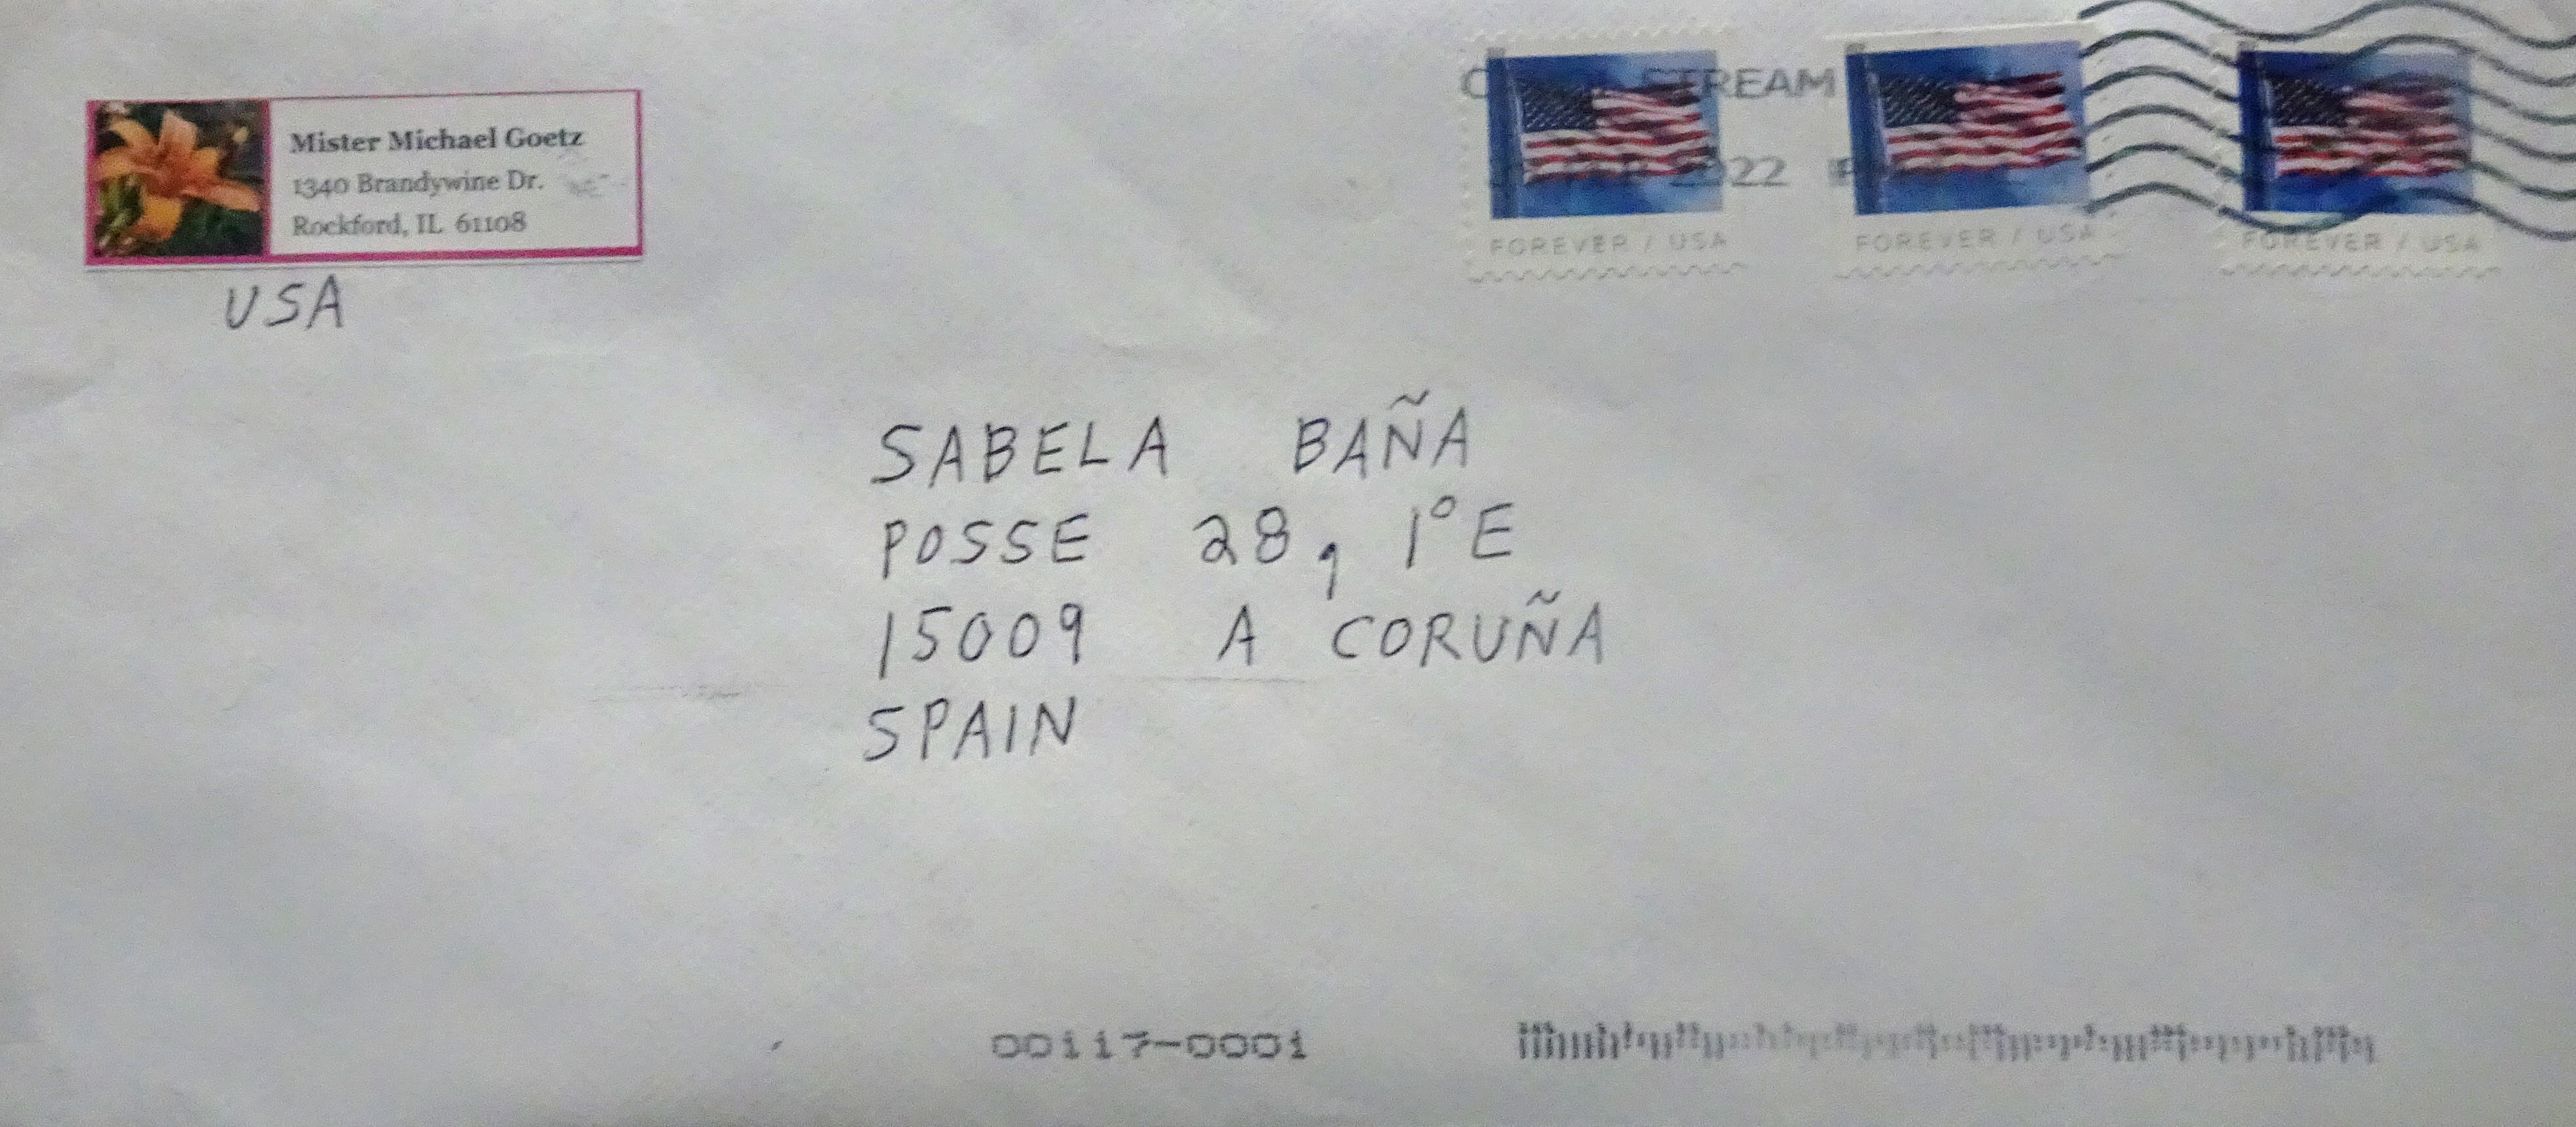 Mister Michael Goetz
1340 Brandywine Dr.
Rockford, IL 61108
USA
STREAM
2022
FOREVER / USA
FOREVER / USA
FOREVER / USA
SABELA BAÑA
POSSE 28, 1°E
15009 A CORUÑA
SPAIN
00117-0001